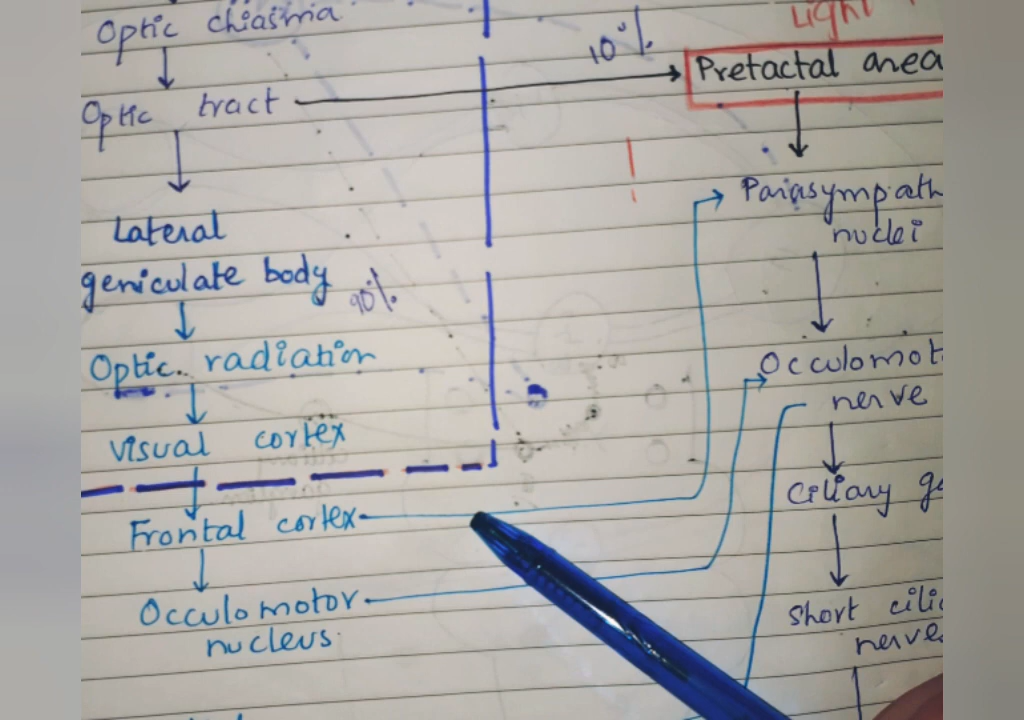 Optic chiasma
Light
10%
Pretactal area
Optic tract
Parasympath
nuclei
Lateral
geniculate body
90%
Optic radiation
Occulomot
nerve
visual cortex
Ciliary g
Frontal cortex
Occulomotor
nucleus
Short cili
nerve